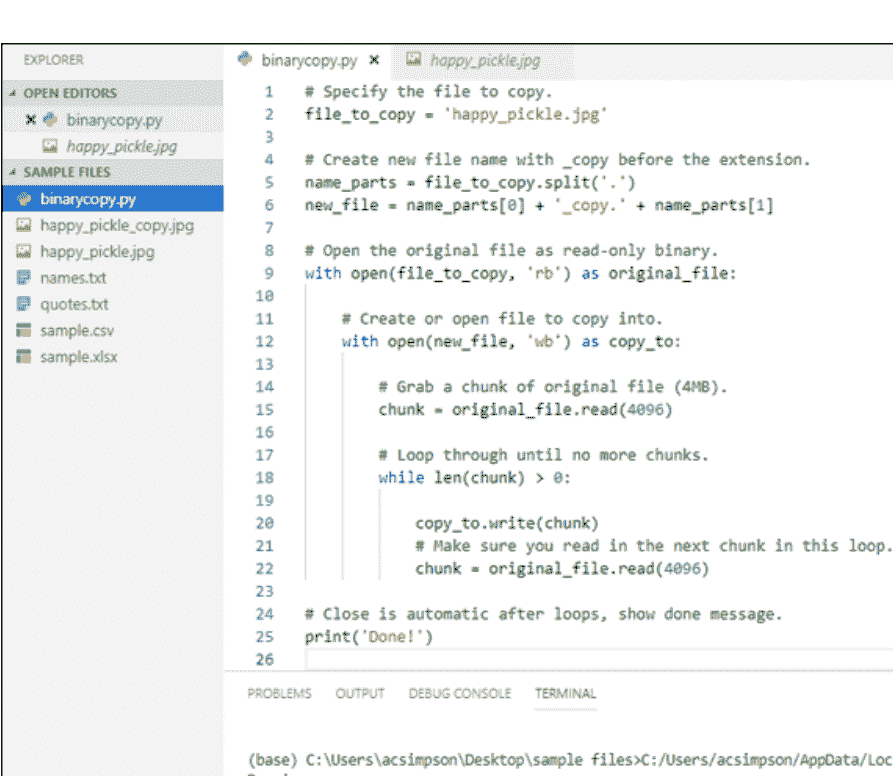 EXPLORER
OPEN EDITORS
binarycopy.py
happy_pickle.jpg
SAMPLE FILES
binarycopy.py
happy_pickle_copy.jpg
happy_pickle.jpg
names.txt
quotes.txt
sample.csv
sample.xlsx
binarycopy.py happy_pickle.jpg
1 # Specify the file to copy.
2 file_to_copy = 'happy_pickle.jpg'
3
4 # Create new file name with _copy before the extension.
5 name_parts = file_to_copy.split('.')
6 new_file = name_parts[0] + '_copy.' + name_parts[1]
7
8 # Open the original file as read-only binary.
9 with open(file_to_copy, 'rb') as original_file:
10
11 # Create or open file to copy into.
12 with open(new_file, 'wb') as copy_to:
13
14 # Grab a chunk of original file (4MB).
15 chunk = original_file.read(4096)
16
17 # Loop through until no more chunks.
18 while len(chunk) > 0:
19
20 copy_to.write(chunk)
21 # Make sure you read in the next chunk in this loop.
22 chunk = original_file.read(4096)
23
24 # Close is automatic after loops, show done message.
25 print('Done!')
26
PROBLEMS OUTPUT DEBUG CONSOLE TERMINAL
(base) C:\Users\acsimpson\Desktop\sample files>C:/Users/acsimpson/AppData/Loc